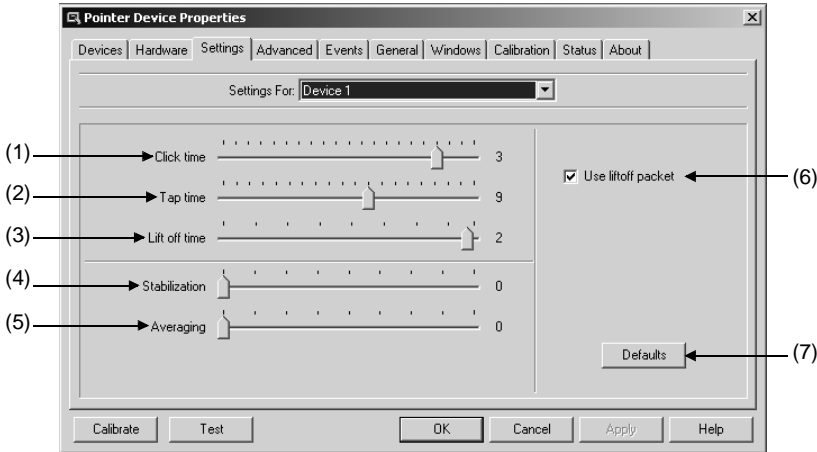 Pointer Device Properties
Devices Hardware Settings Advanced Events General Windows Calibration Status About
Settings For: Device 1
(1) Click time 3
(2) Tap time 9
(3) Lift off time 2
(4) Stabilization 0
(5) Averaging 0
Use liftoff packet (6)
Defaults (7)
Calibrate Test OK Cancel Apply Help